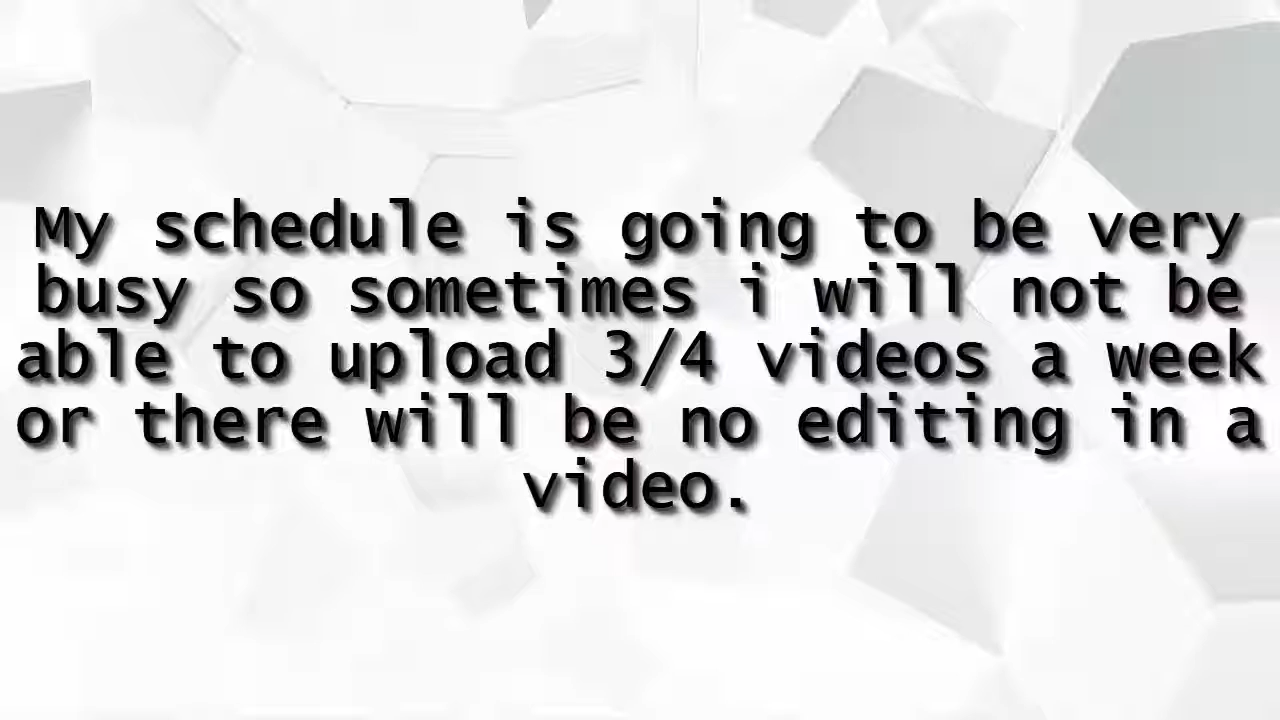 My schedule is going to be very
busy so sometimes i will not be
able to upload 3/4 videos a week
or there will be no editing in a
video.